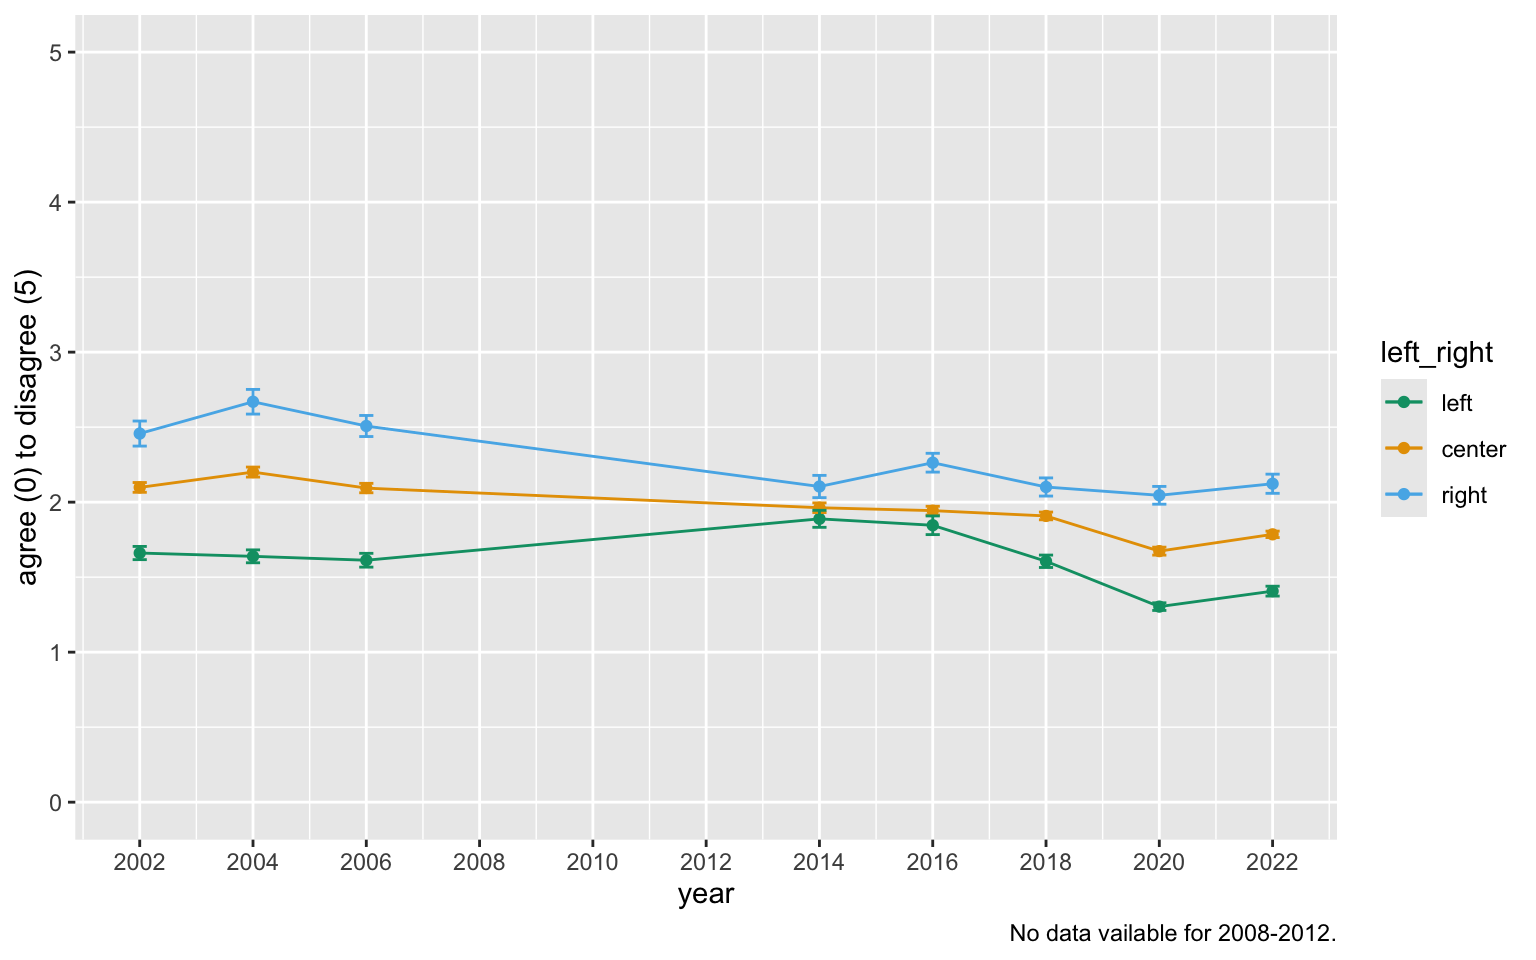 5
4
3
2
1
0
agree (0) to disagree (5)
2002 2004 2006 2008 2010 2012 2014 2016 2018 2020 2022
year
left_right
left
center
right
No data vailable for 2008-2012.